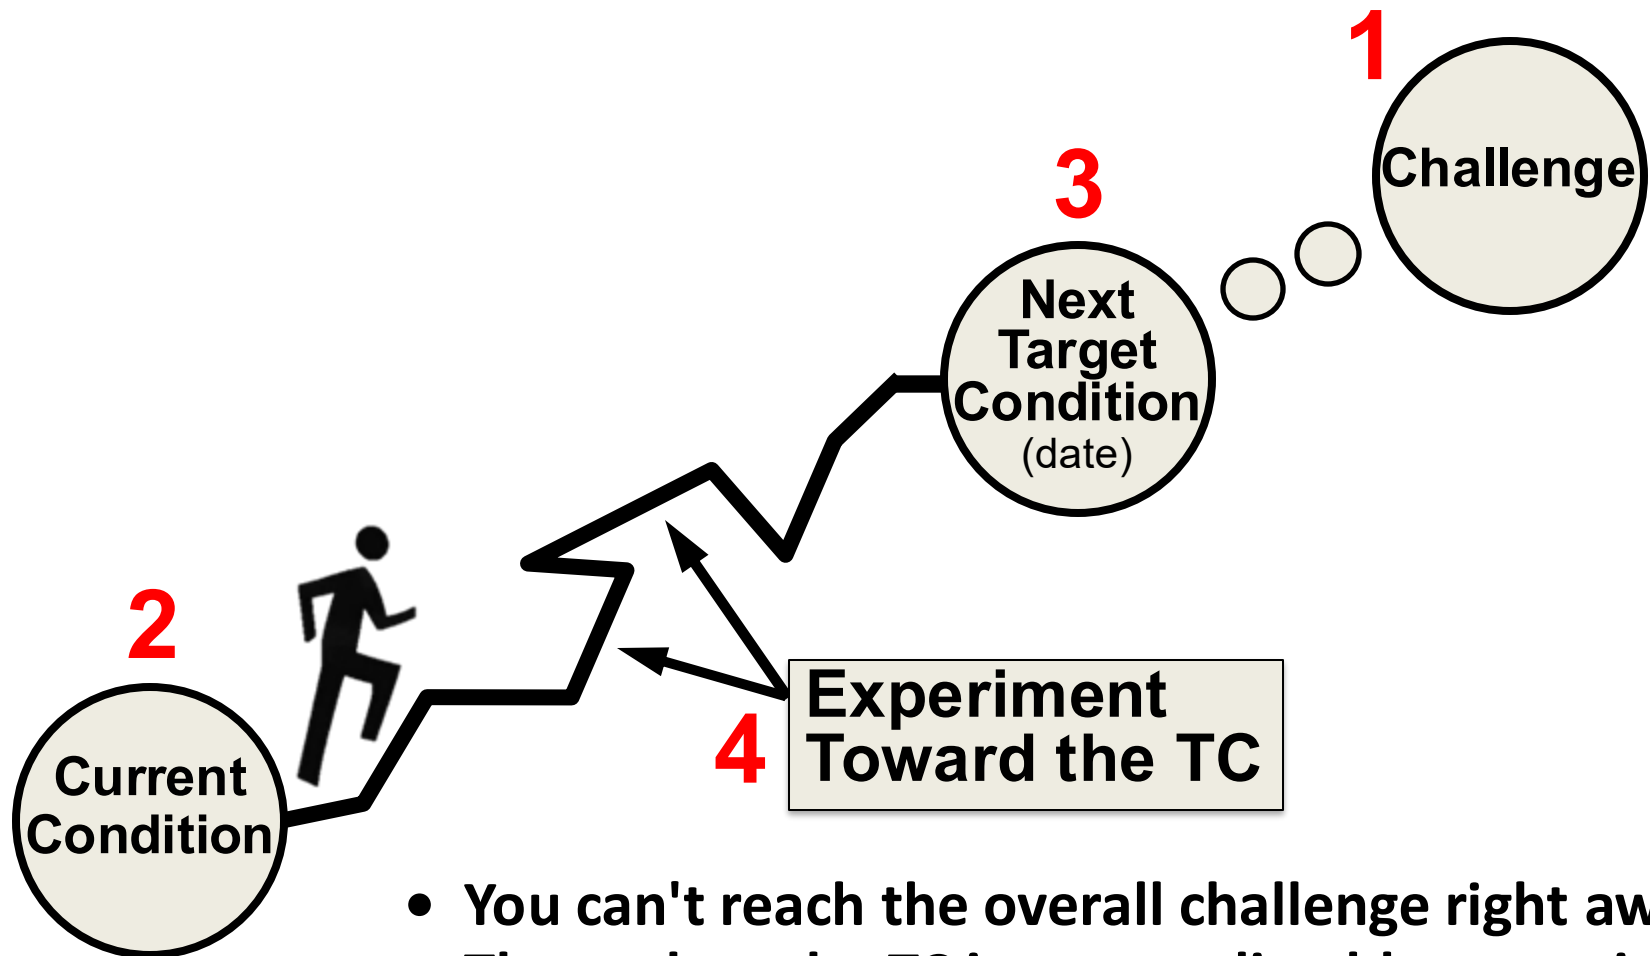 1
Challenge
3
Next
Target
Condition
(date)
2
Current
Condition
4
Experiment
Toward the TC
• You can't reach the overall challenge right aw